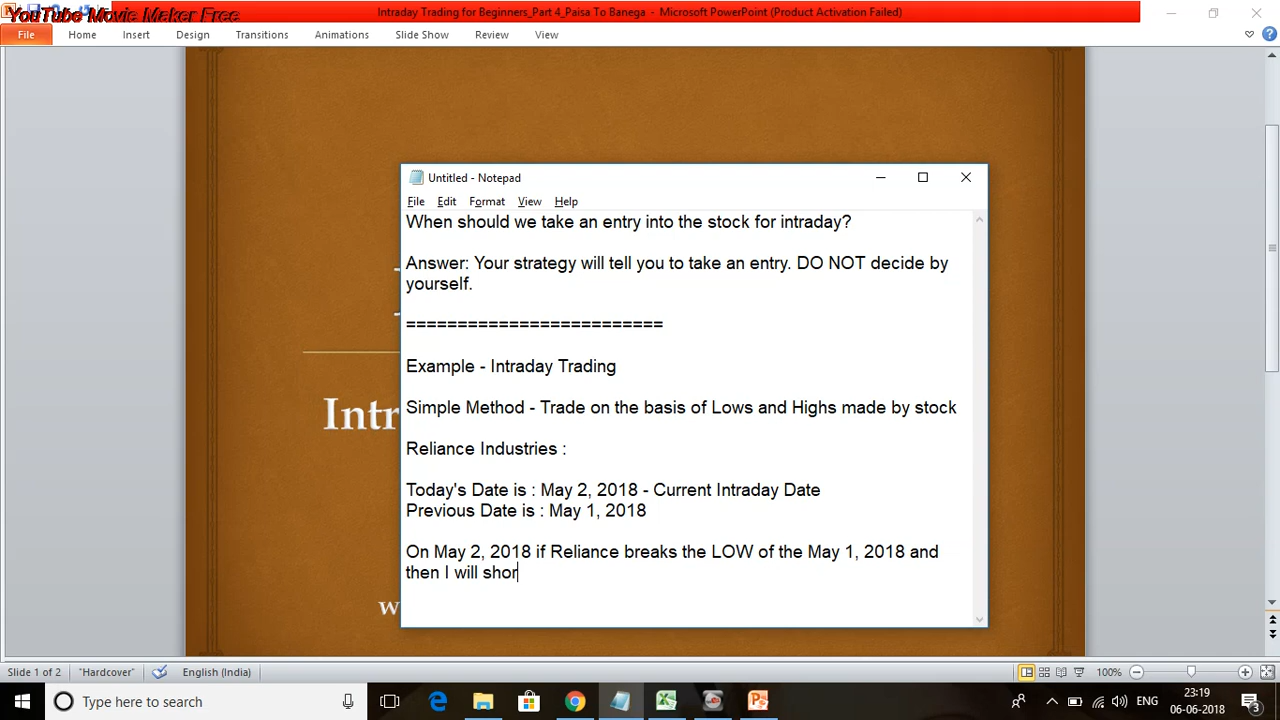 YouTube Movie Maker Free
Intraday Trading for Beginners_Part 4_Paisa To Banega - Microsoft PowerPoint (Product Activation Failed)
File Home Insert Design Transitions Animations Slide Show Review View
Untitled - Notepad
File Edit Format View Help
When should we take an entry into the stock for intraday?
Answer: Your strategy will tell you to take an entry. DO NOT decide by
yourself.
=========================
Example - Intraday Trading
Simple Method - Trade on the basis of Lows and Highs made by stock
Reliance Industries :
Today's Date is : May 2, 2018 - Current Intraday Date
Previous Date is : May 1, 2018
On May 2, 2018 if Reliance breaks the LOW of the May 1, 2018 and
then I will shor
Intr
w
Slide 1 of 2 "Hardcover" English (India) 100%
Type here to search
ENG
23:19
06-06-2018
3